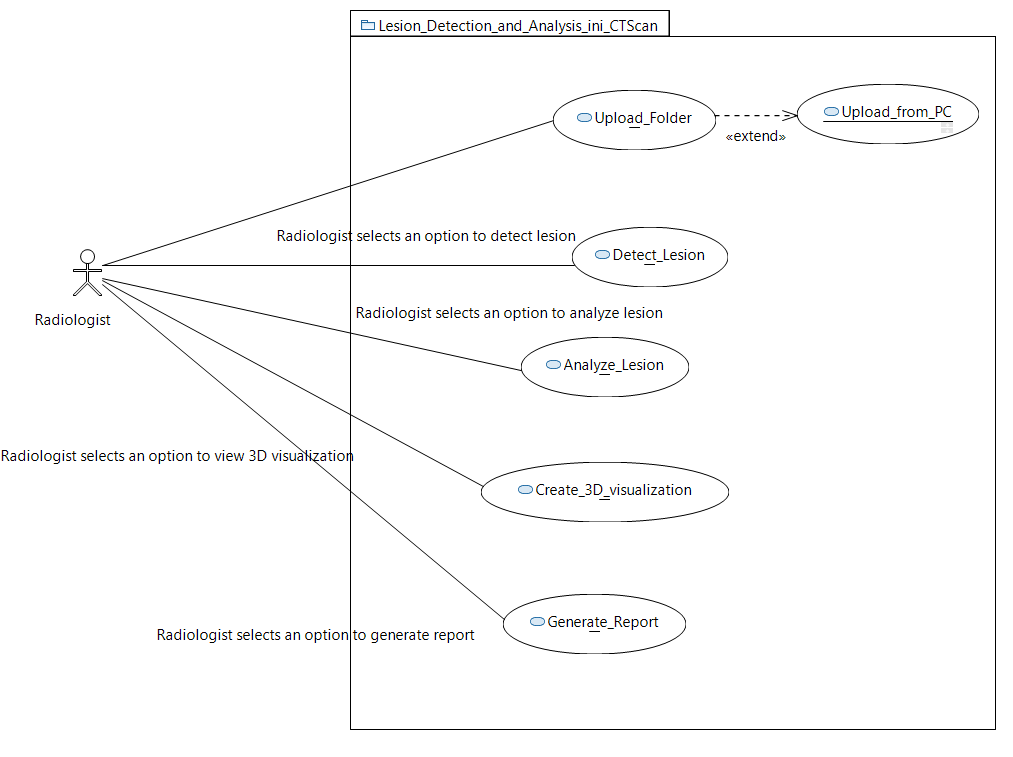 Lesion_Detection_and_Analysis_ini_CTScan
Upload_Folder
Upload_from_PC
«extend»
Radiologist selects an option to detect lesion
Detect_Lesion
Radiologist
Radiologist selects an option to analyze lesion
Analyze_Lesion
Radiologist selects an option to view 3D visualization
Create_3D_visualization
Generate_Report
Radiologist selects an option to generate report